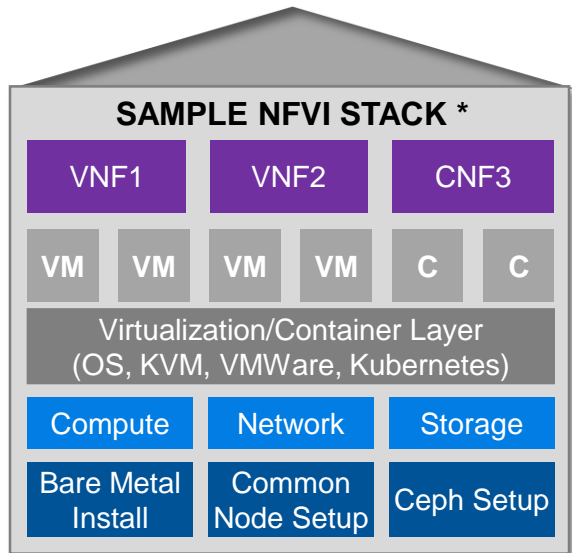 SAMPLE NFVI STACK *
VNF1 VNF2 CNF3
VM VM VM VM C C
Virtualization/Container Layer
(OS, KVM, VMWare, Kubernetes)
Compute Network Storage
Bare Metal
Install
Common
Node Setup
Ceph Setup